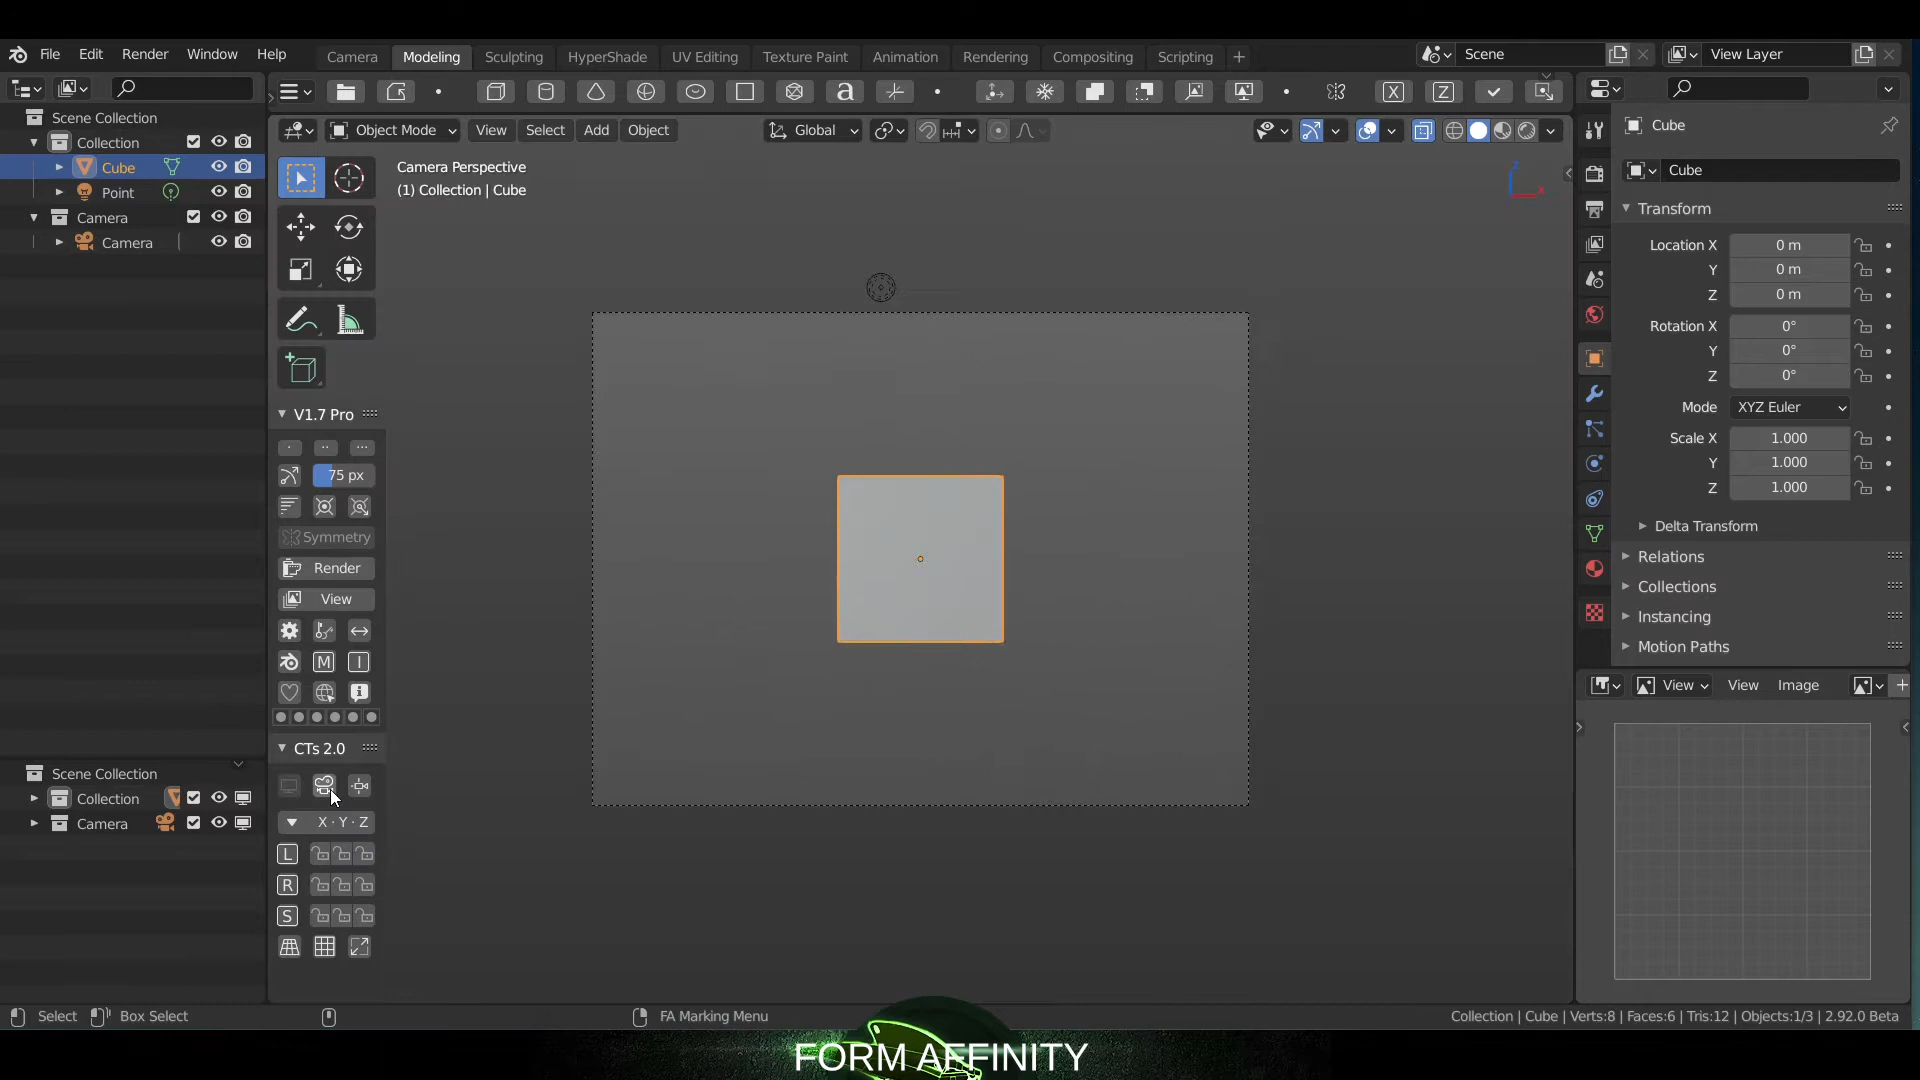 File Edit Render Window Help
Camera Modeling Sculpting HyperShade UV Editing Texture Paint Animation Rendering Compositing Scripting
Scene
View Layer
Scene Collection
Collection
Cube
Point
Camera
Camera
a
X
Z
Object Mode
View Select Add Object
Global
Camera Perspective
(1) Collection | Cube
Z
X
V1.7 Pro
75 px
Symmetry
Render
View
M I
CTs 2.0
X · Y · Z
L
R
S
Cube
Cube
Transform
Location X 0 m
Y 0 m
Z 0 m
Rotation X 0°
Y 0°
Z 0°
Mode XYZ Euler
Scale X 1.000
Y 1.000
Z 1.000
Delta Transform
Relations
Collections
Instancing
Motion Paths
View View Image
Scene Collection
Collection
Camera
Select Box Select FA Marking Menu
Collection | Cube | Verts:8 | Faces:6 | Tris:12 | Objects:1/3 | 2.92.0 Beta
FORM AFFINITY